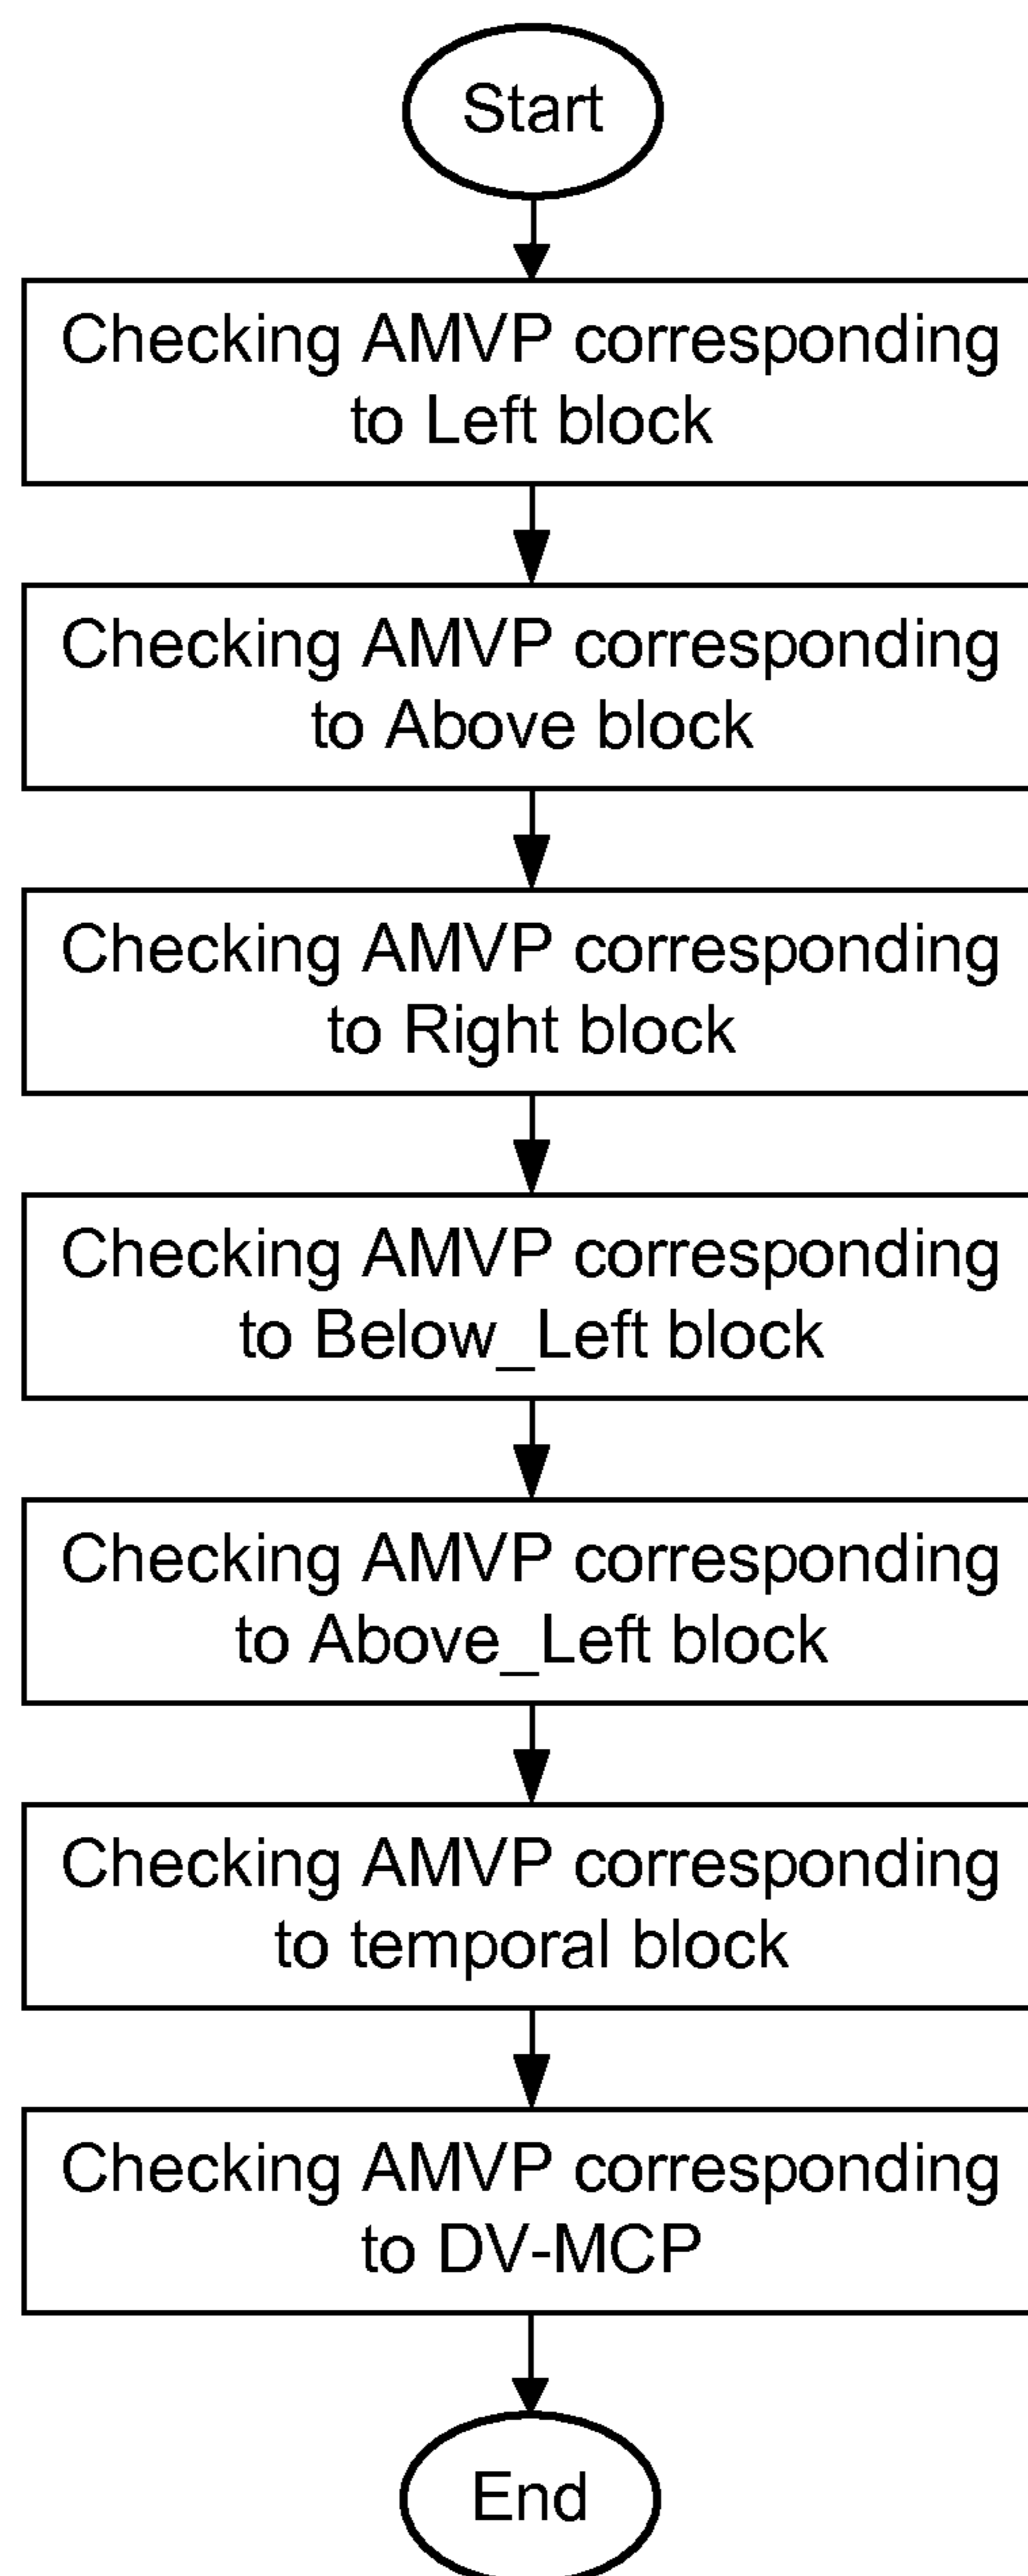 Start
Checking AMVP corresponding
to Left block
Checking AMVP corresponding
to Above block
Checking AMVP corresponding
to Right block
Checking AMVP corresponding
to Below_Left block
Checking AMVP corresponding
to Above_Left block
Checking AMVP corresponding
to temporal block
Checking AMVP corresponding
to DV-MCP
End